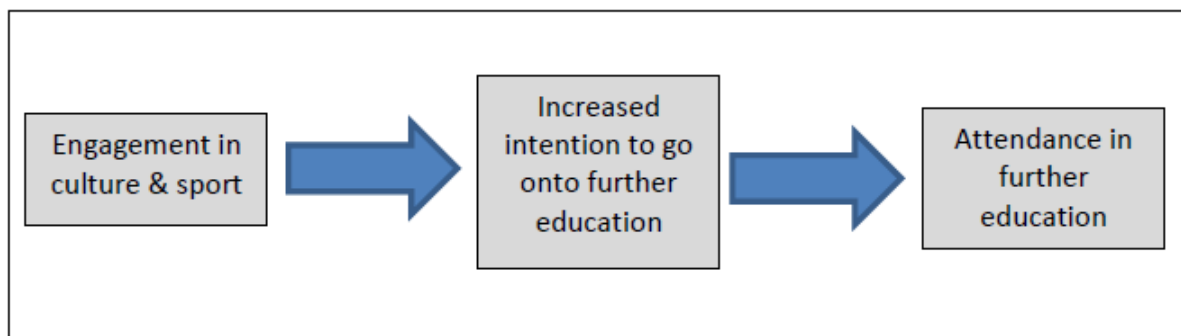 Engagement in
culture & sport
Increased
intention to go
onto further
education
Attendance in
further
education